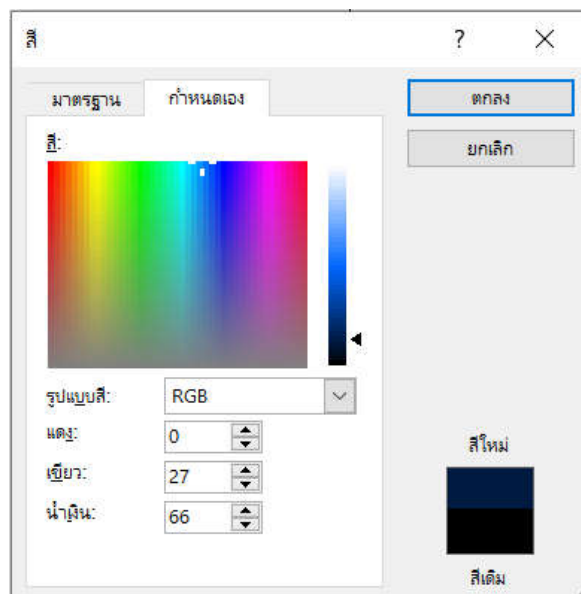 สี
? ×
มาตรฐาน
กำหนดเอง
ตกลง
ยกเลิก
สี:
รูปแบบสี:
RGB
แดง:
0
เขียว:
27
น้ำเงิน:
66
สีใหม่
สีเดิม